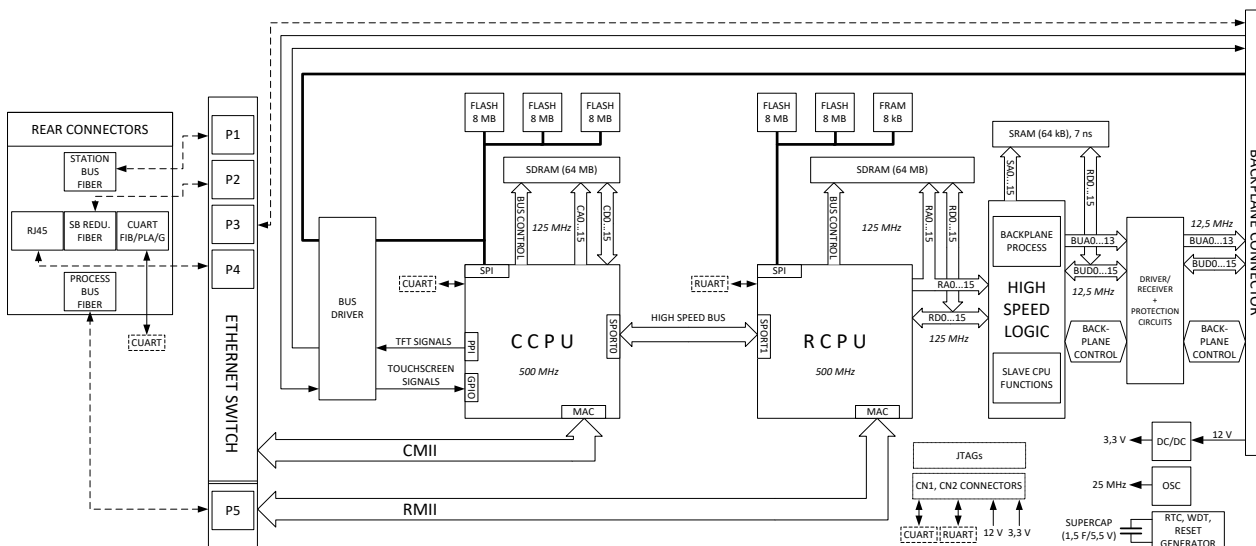 REAR CONNECTORS
STATION
BUS
FIBER
RJ45
SB REDU.
FIBER
CUART
FIB/PLA/G
PROCESS
BUS
FIBER
CUART
P1
P2
P3
P4
ETHERNET SWITCH
P5
BUS
DRIVER
FLASH
8 MB
FLASH
8 MB
FLASH
8 MB
SDRAM (64 MB)
BUS CONTROL
125 MHz
CA0...15
CD0...15
SPI
CUART
CCPU
500 MHz
PPI
GPIO
SPORT0
MAC
TFT SIGNALS
TOUCHSCREEN
SIGNALS
HIGH SPEED BUS
CMII
RMII
FLASH
8 MB
FLASH
8 MB
FRAM
8 kB
SDRAM (64 MB)
BUS CONTROL
125 MHz
RA0...15
RD0...15
SPI
RUART
RCPU
500 MHz
SPORT1
MAC
RA0...15
RD0...15
125 MHz
SRAM (64 kB), 7 ns
SA0...15
RD0...15
BACKPLANE
PROCESS
HIGH
SPEED
LOGIC
SLAVE CPU
FUNCTIONS
BUA0...13
BUD0...15
12,5 MHz
BACK-
PLANE
CONTROL
DRIVER/
RECEIVER
+
PROTECTION
CIRCUITS
12,5 MHz
BUA0...13
BUD0...15
BACK-
PLANE
CONTROL
BACKPLANE CONNECTOR
JTAGs
CN1, CN2 CONNECTORS
CUART
RUART
12 V
3,3 V
3,3 V
DC/DC
12 V
25 MHz
OSC
SUPERCAP
(1,5 F/5,5 V)
RTC, WDT,
RESET
GENERATOR